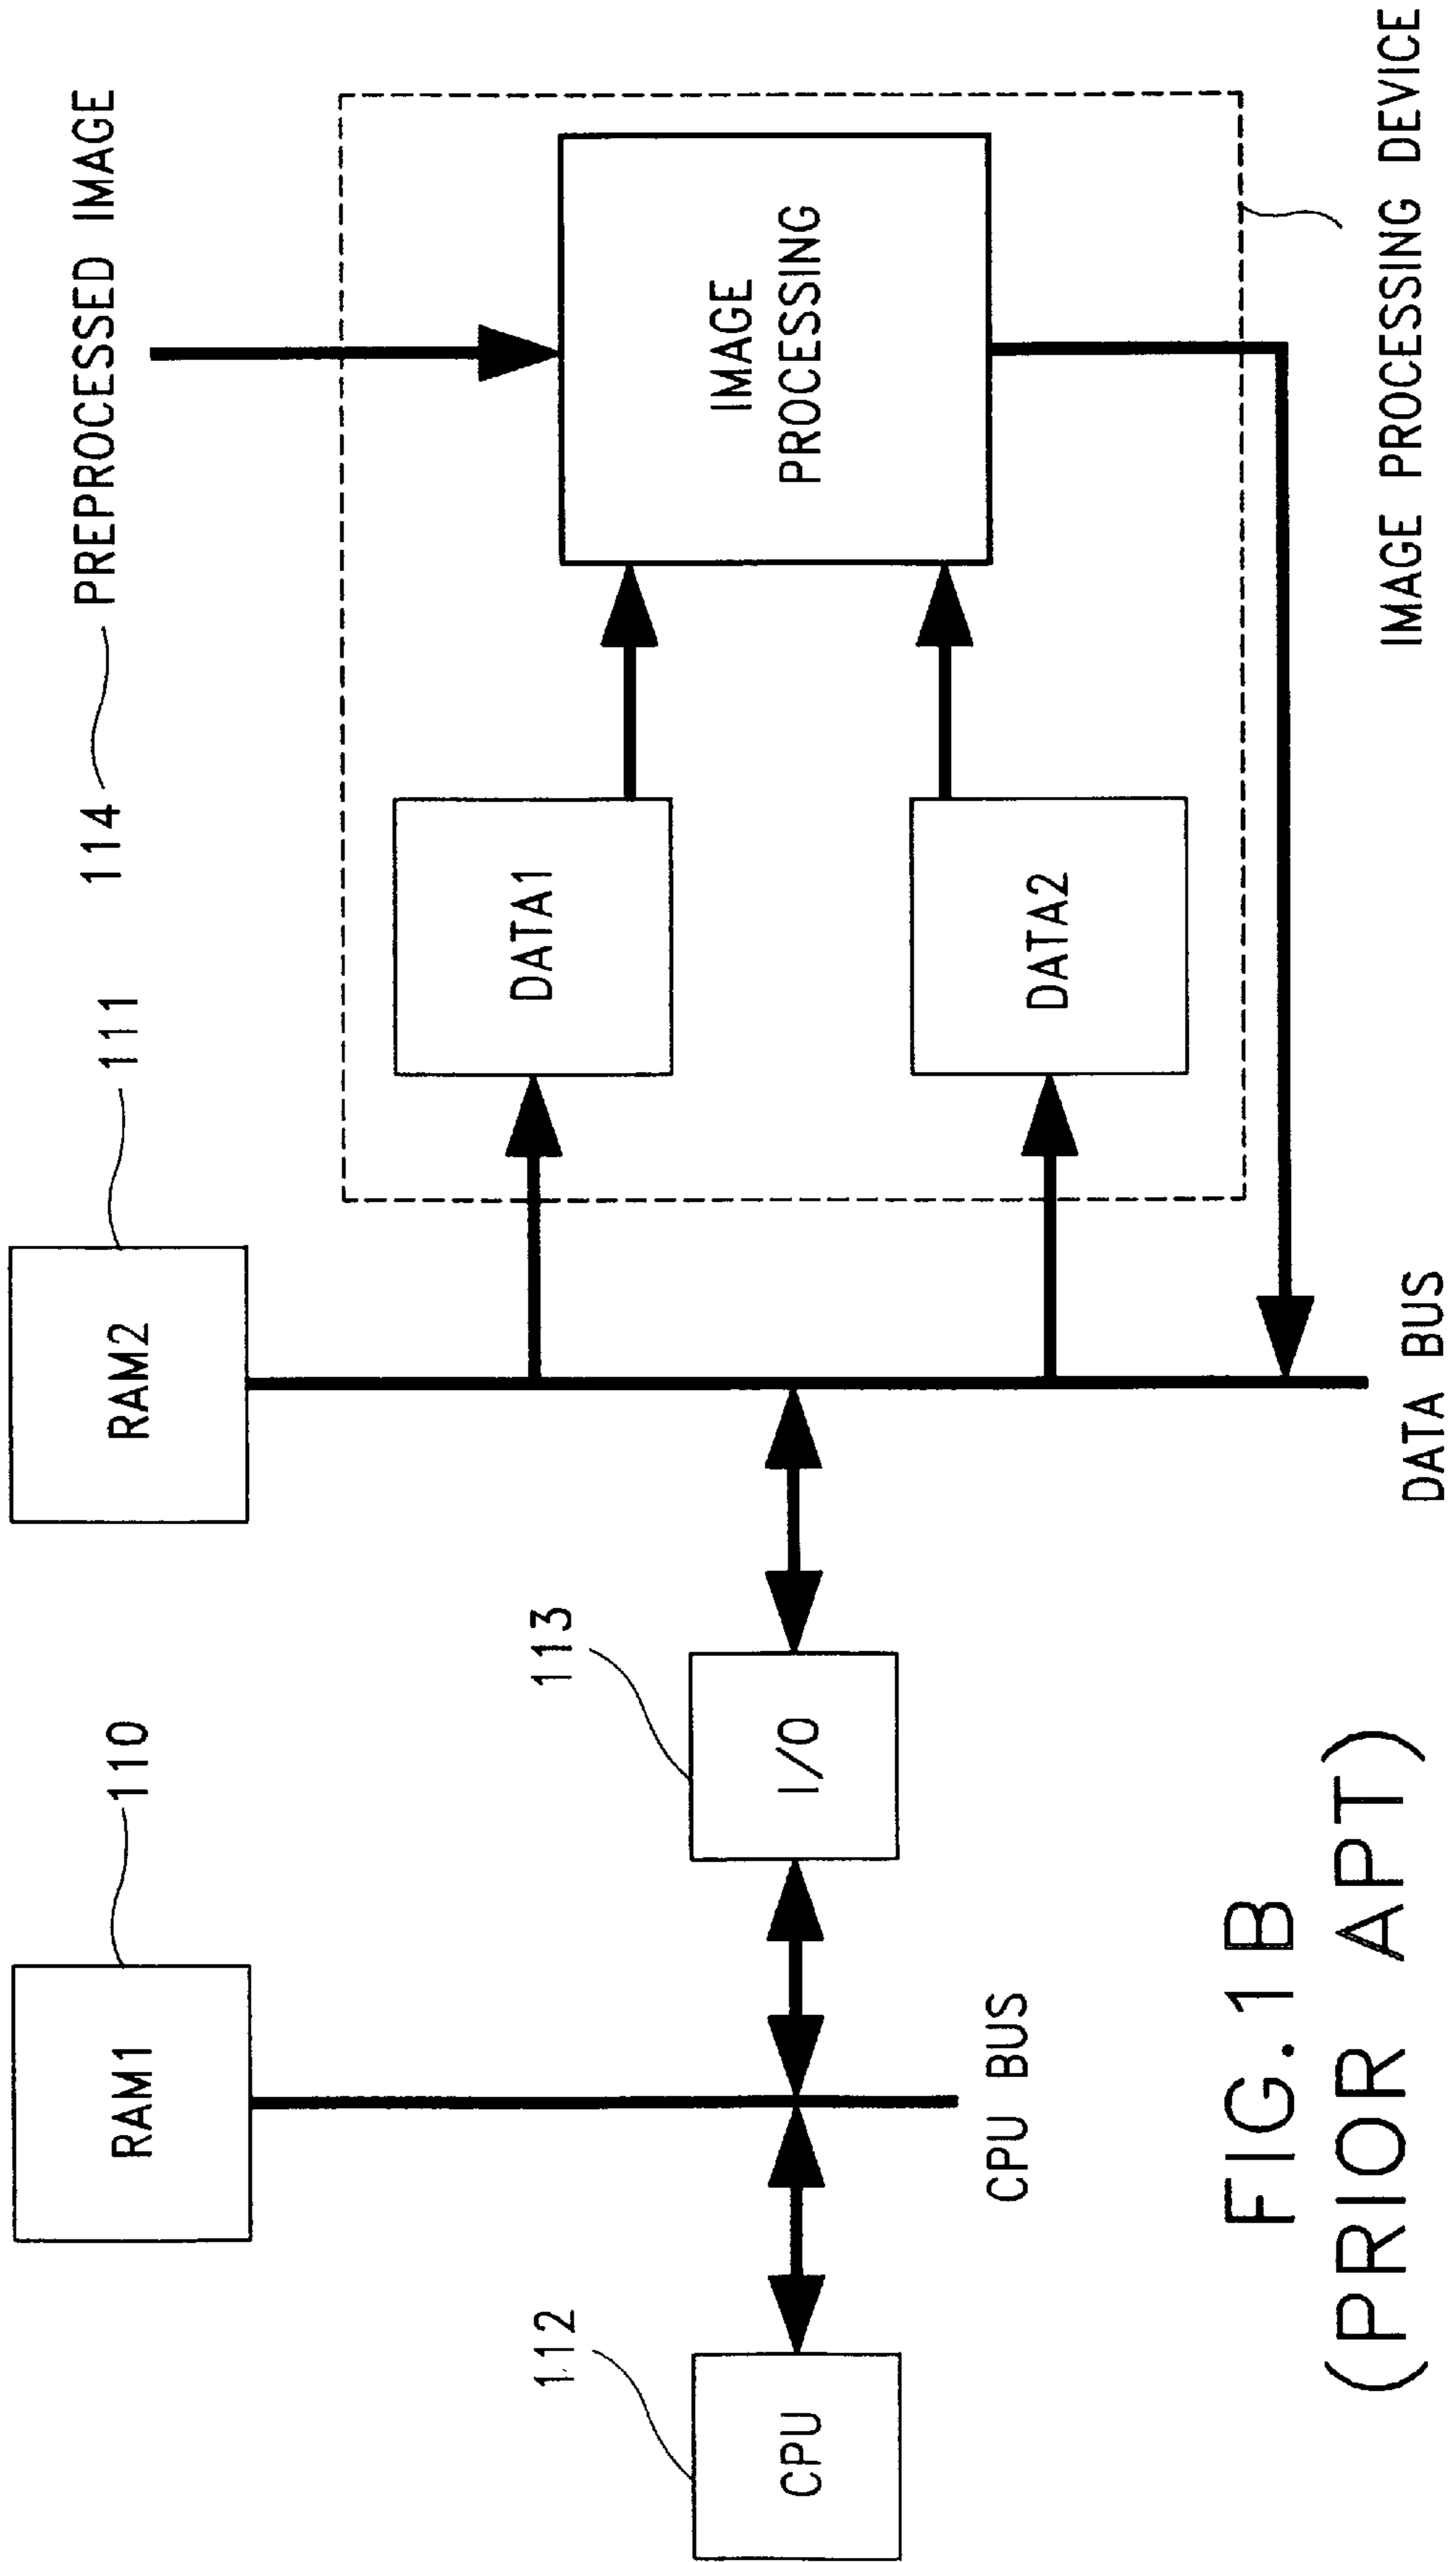 114 PREPROCESSED IMAGE
RAM1
110
RAM2
111
DATA1
IMAGE
PROCESSING
CPU
112
I/O
113
DATA2
CPU BUS
DATA BUS
IMAGE PROCESSING DEVICE
FIG. 1B
(PRIOR APT)